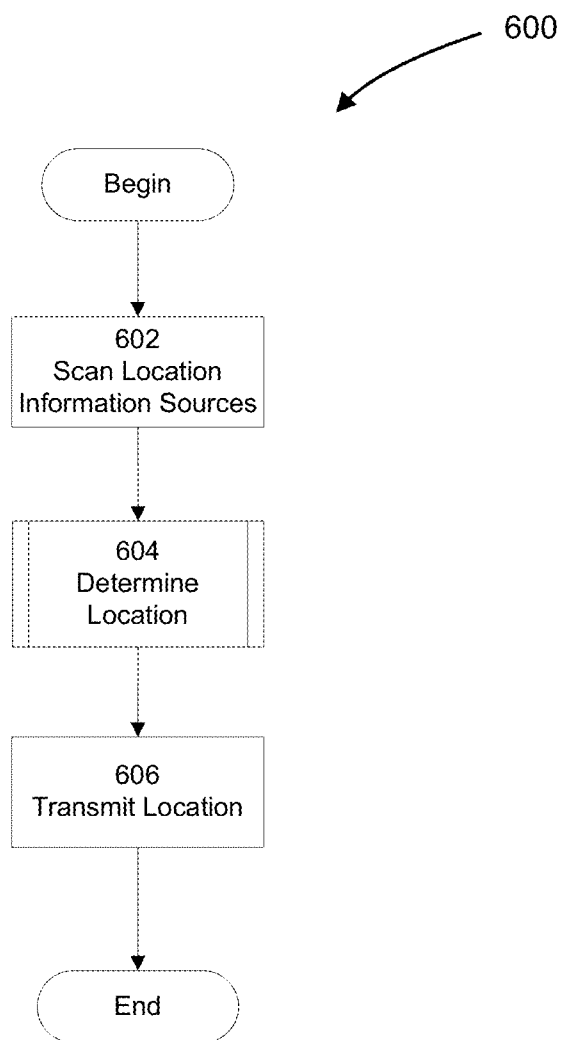 600
Begin
602
Scan Location
Information Sources
604
Determine
Location
606
Transmit Location
End